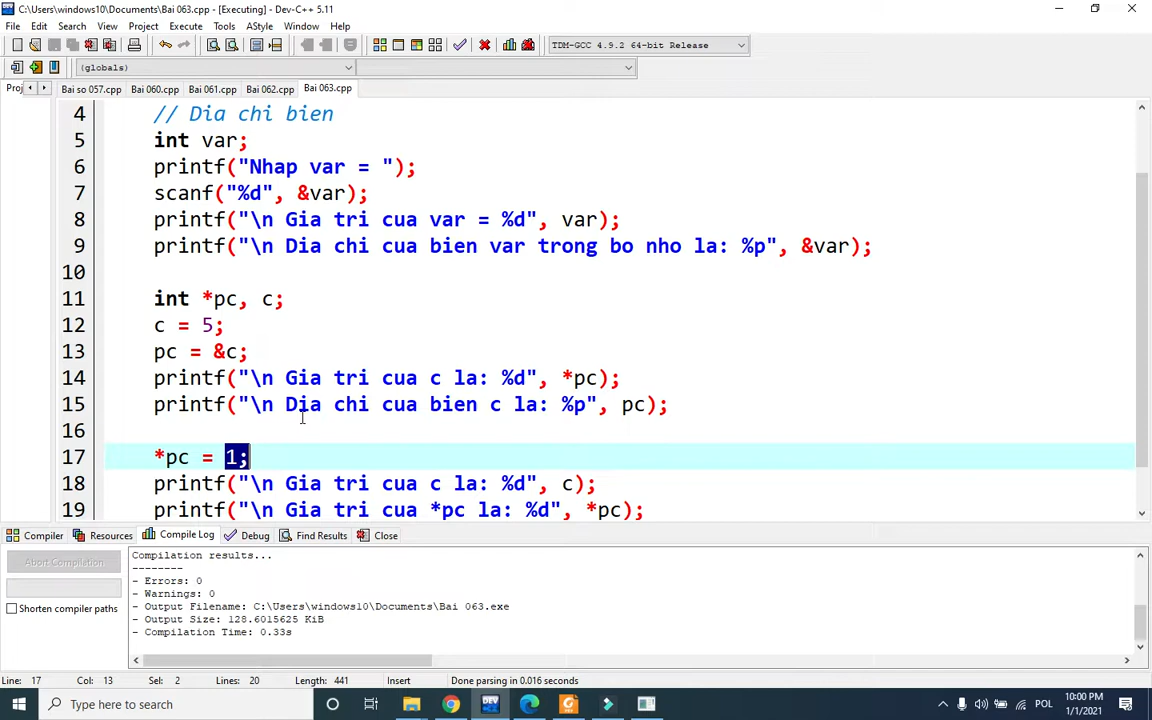 C:\Users\windows10\Documents\Bai 063.cpp - [Executing] - Dev-C++ 5.11
File Edit Search View Project Execute Tools AStyle Window Help
TDM-GCC 4.9.2 64-bit Release
(globals)
Proj Bai so 057.cpp Bai 060.cpp Bai 061.cpp Bai 062.cpp Bai 063.cpp
4 // Dia chi bien
5 int var;
6 printf("Nhap var = ");
7 scanf("%d", &var);
8 printf("\n Gia tri cua var = %d", var);
9 printf("\n Dia chi cua bien var trong bo nho la: %p", &var);
10
11 int *pc, c;
12 c = 5;
13 pc = &c;
14 printf("\n Gia tri cua c la: %d", *pc);
15 printf("\n Dia chi cua bien c la: %p", pc);
16
17 *pc = 1;
18 printf("\n Gia tri cua c la: %d", c);
19 printf("\n Gia tri cua *pc la: %d", *pc);
Compiler Resources Compile Log Debug Find Results Close
Abort Compilation
Shorten compiler paths
Compilation results...
--------
- Errors: 0
- Warnings: 0
- Output Filename: C:\Users\windows10\Documents\Bai 063.exe
- Output Size: 128.6015625 KiB
- Compilation Time: 0.33s
Line: 17 Col: 13 Sel: 2 Lines: 20 Length: 441 Insert Done parsing in 0.016 seconds
Type here to search
DEV
POL
10:00 PM
1/1/2021